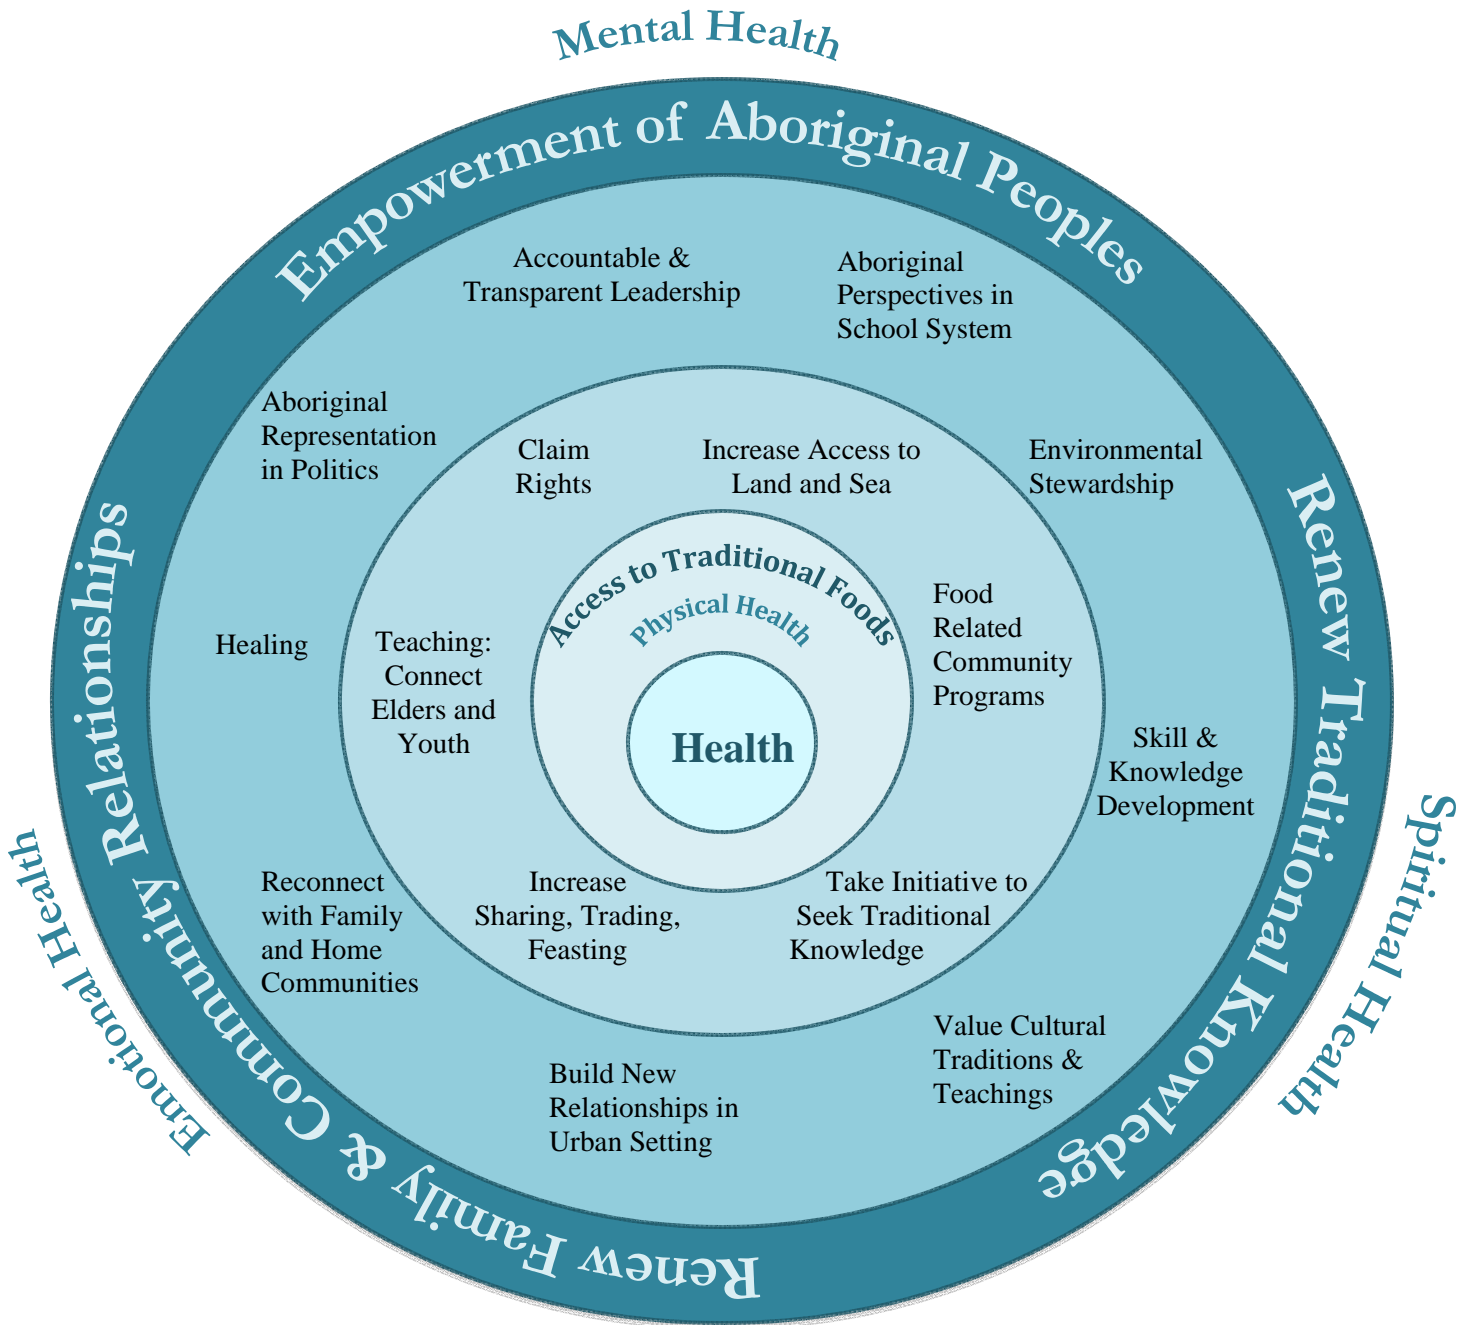 Mental Health
Empowerment of Aboriginal Peoples
Renew Traditional Knowledge
Renew Family & Community Relationships
Spiritual Health
Emotional Health
Accountable &
Transparent Leadership
Aboriginal
Perspectives in
School System
Aboriginal
Representation
in Politics
Environmental
Stewardship
Healing
Skill &
Knowledge
Development
Reconnect
with Family
and Home
Communities
Value Cultural
Traditions &
Teachings
Build New
Relationships in
Urban Setting
Claim
Rights
Increase Access to
Land and Sea
Teaching:
Connect
Elders and
Youth
Food
Related
Community
Programs
Increase
Sharing, Trading,
Feasting
Take Initiative to
Seek Traditional
Knowledge
Access to Traditional Foods
Physical Health
Health